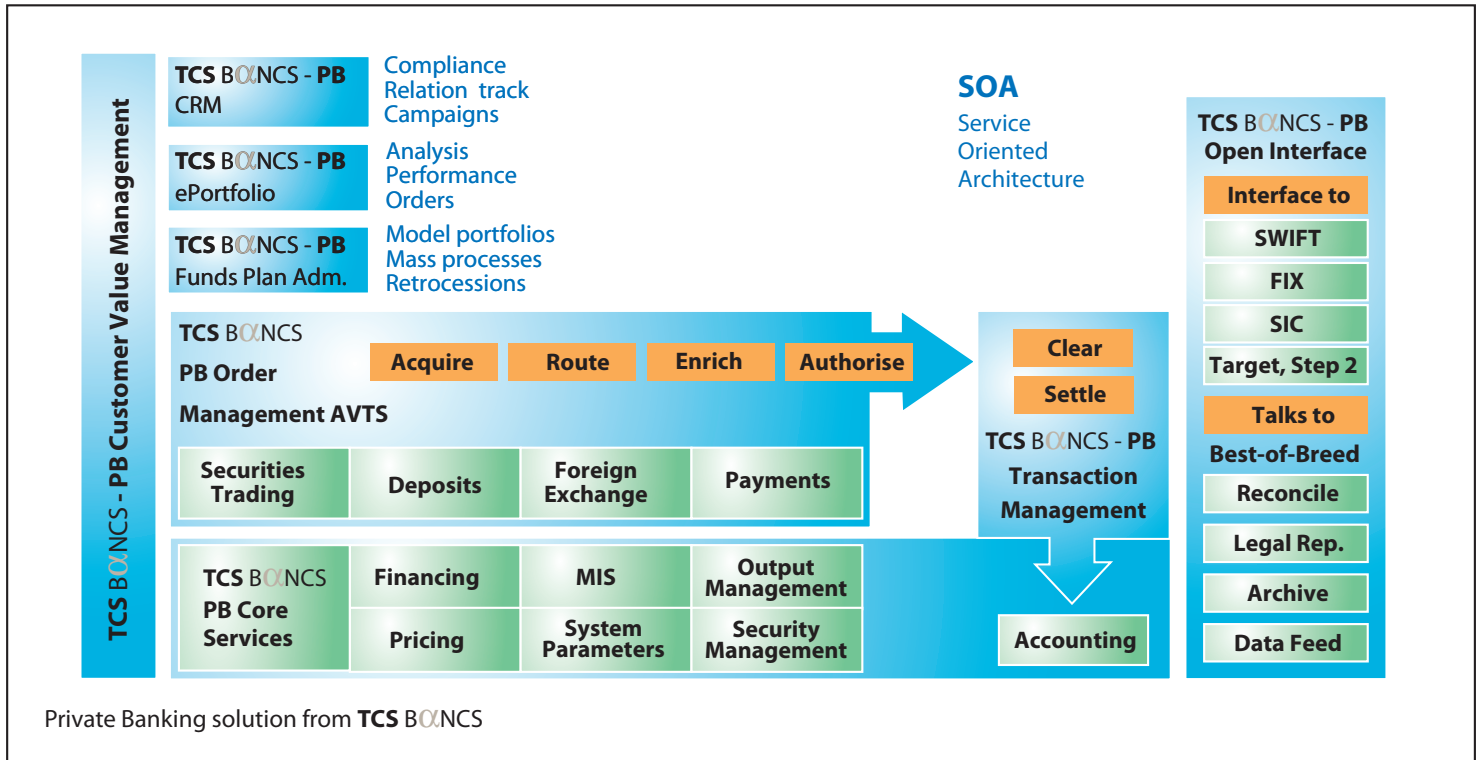 TCS BαNCS - PB Customer Value Management
TCS BαNCS - PB
CRM
Compliance
Relation track
Campaigns
TCS BαNCS - PB
ePortfolio
Analysis
Performance
Orders
TCS BαNCS - PB
Funds Plan Adm.
Model portfolios
Mass processes
Retrocessions
SOA
Service
Oriented
Architecture
TCS BαNCS
PB Order
Management AVTS
Acquire
Route
Enrich
Authorise
Securities
Trading
Deposits
Foreign
Exchange
Payments
Clear
Settle
TCS BαNCS - PB
Transaction
Management
TCS BαNCS
PB Core
Services
Financing
MIS
Output
Management
Pricing
System
Parameters
Security
Management
Accounting
TCS BαNCS - PB
Open Interface
Interface to
SWIFT
FIX
SIC
Target, Step 2
Talks to
Best-of-Breed
Reconcile
Legal Rep.
Archive
Data Feed
Private Banking solution from TCS BαNCS